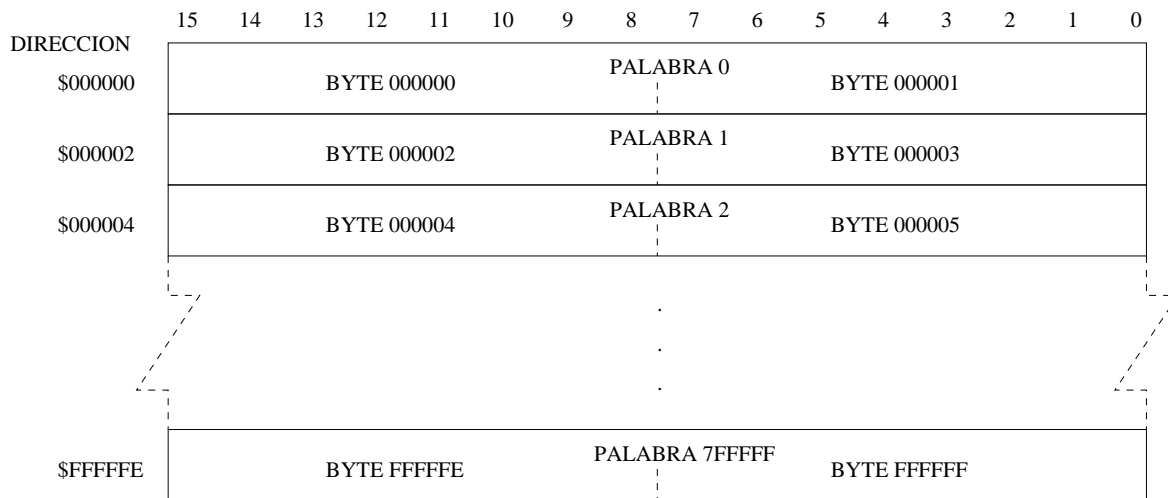 15 14 13 12 11 10 9 8 7 6 5 4 3 2 1 0
DIRECCION
PALABRA 0
$000000 BYTE 000000 BYTE 000001
PALABRA 1
$000002 BYTE 000002 BYTE 000003
PALABRA 2
$000004 BYTE 000004 BYTE 000005
.
.
.
PALABRA 7FFFFF
$FFFFFE BYTE FFFFFE BYTE FFFFFF